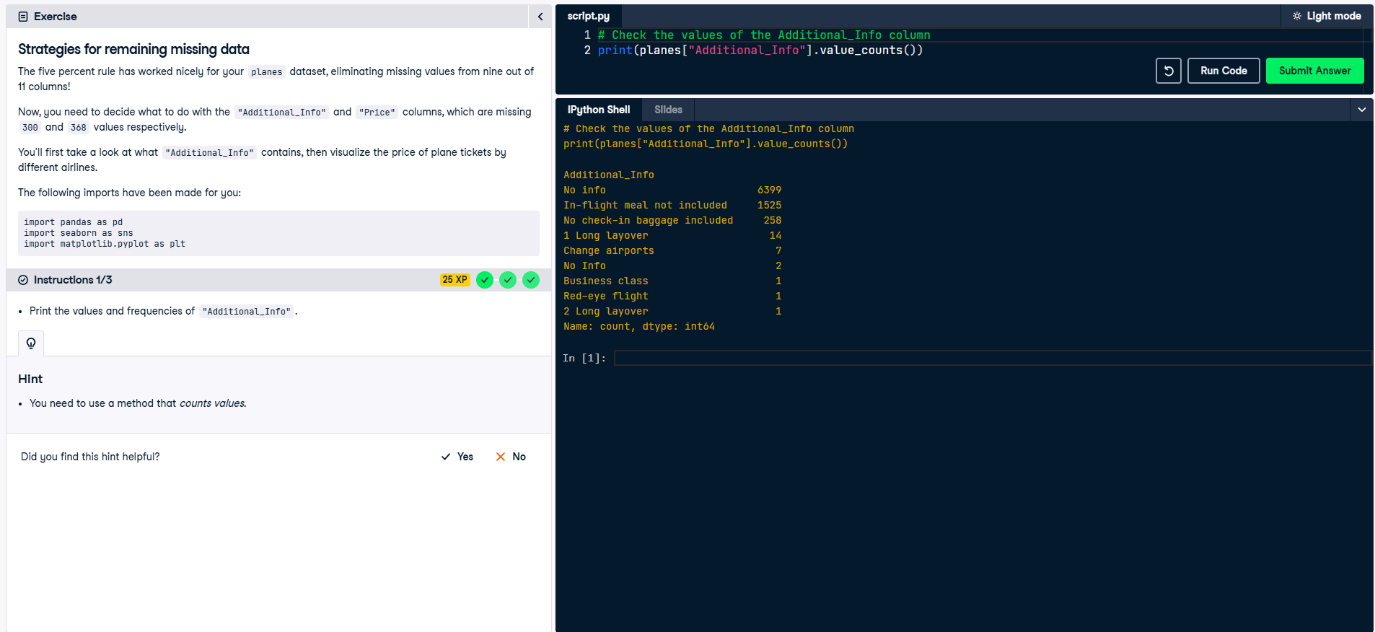 Exercise
Strategies for remaining missing data
The five percent rule has worked nicely for your planes dataset, eliminating missing values from nine out of
11 columns!
Now, you need to decide what to do with the "Additional_Info" and "Price" columns, which are missing
300 and 368 values respectively.
You'll first take a look at what "Additional_Info" contains, then visualize the price of plane tickets by
different airlines.
The following imports have been made for you:
import pandas as pd
import seaborn as sns
import matplotlib.pyplot as plt
Instructions 1/3
25 XP
Print the values and frequencies of "Additional_Info" .
Hint
You need to use a method that counts values.
Did you find this hint helpful?
Yes
No
script.py
Light mode
1 # Check the values of the Additional_Info column
2 print(planes["Additional_Info"].value_counts())
Run Code
Submit Answer
IPython Shell
Slides
# Check the values of the Additional_Info column
print(planes["Additional_Info"].value_counts())
Additional_Info
No info 6399
In-flight meal not included 1525
No check-in baggage included 258
1 Long layover 14
Change airports 7
No Info 2
Business class 1
Red-eye flight 1
2 Long layover 1
Name: count, dtype: int64
In [1]: